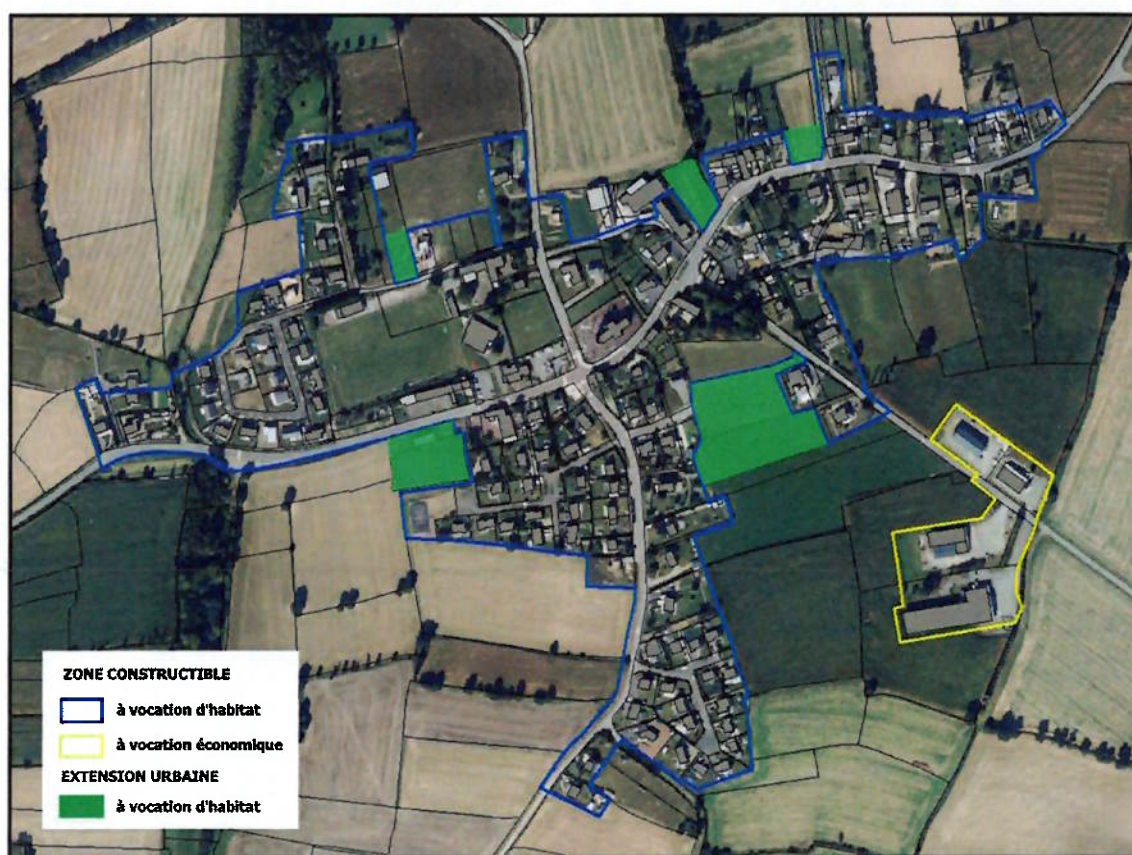 ZONE CONSTRUCTIBLE
à vocation d'habitat
à vocation économique
EXTENSION URBAINE
à vocation d'habitat